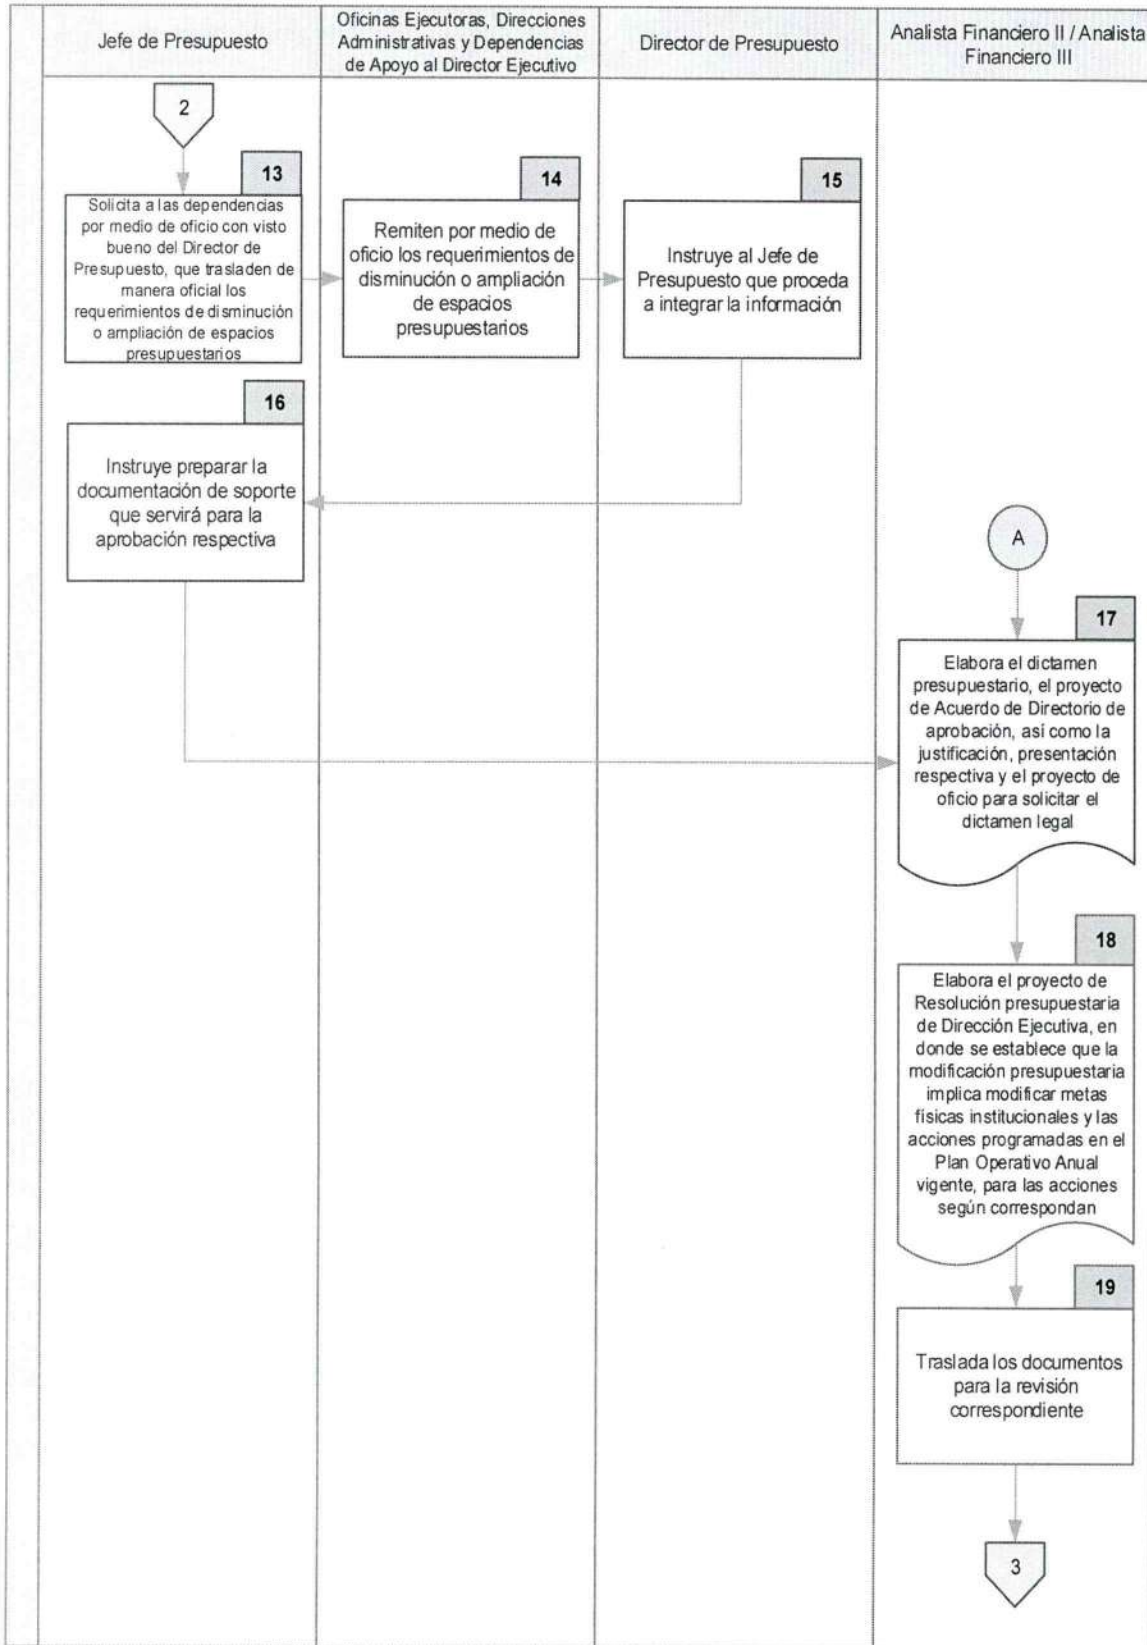 Jefe de Presupuesto
Oficinas Ejecutoras, Direcciones
Administrativas y Dependencias
de Apoyo al Director Ejecutivo
Director de Presupuesto
Analista Financiero II / Analista
Financiero III
2
13
Solicita a las dependencias
por medio de oficio con visto
bueno del Director de
Presupuesto, que trasladen de
manera oficial los
requerimientos de disminución
o ampliación de espacios
presupuestarios
14
Remiten por medio de
oficio los requerimientos de
disminución o ampliación
de espacios
presupuestarios
15
Instruye al Jefe de
Presupuesto que proceda
a integrar la información
16
Instruye preparar la
documentación de soporte
que servirá para la
aprobación respectiva
A
17
Elabora el dictamen
presupuestario, el proyecto
de Acuerdo de Directorio de
aprobación, así como la
justificación, presentación
respectiva y el proyecto de
oficio para solicitar el
dictamen legal
18
Elabora el proyecto de
Resolución presupuestaria
de Dirección Ejecutiva, en
donde se establece que la
modificación presupuestaria
implica modificar metas
físicas institucionales y las
acciones programadas en el
Plan Operativo Anual
vigente, para las acciones
según correspondan
19
Traslada los documentos
para la revisión
correspondiente
3